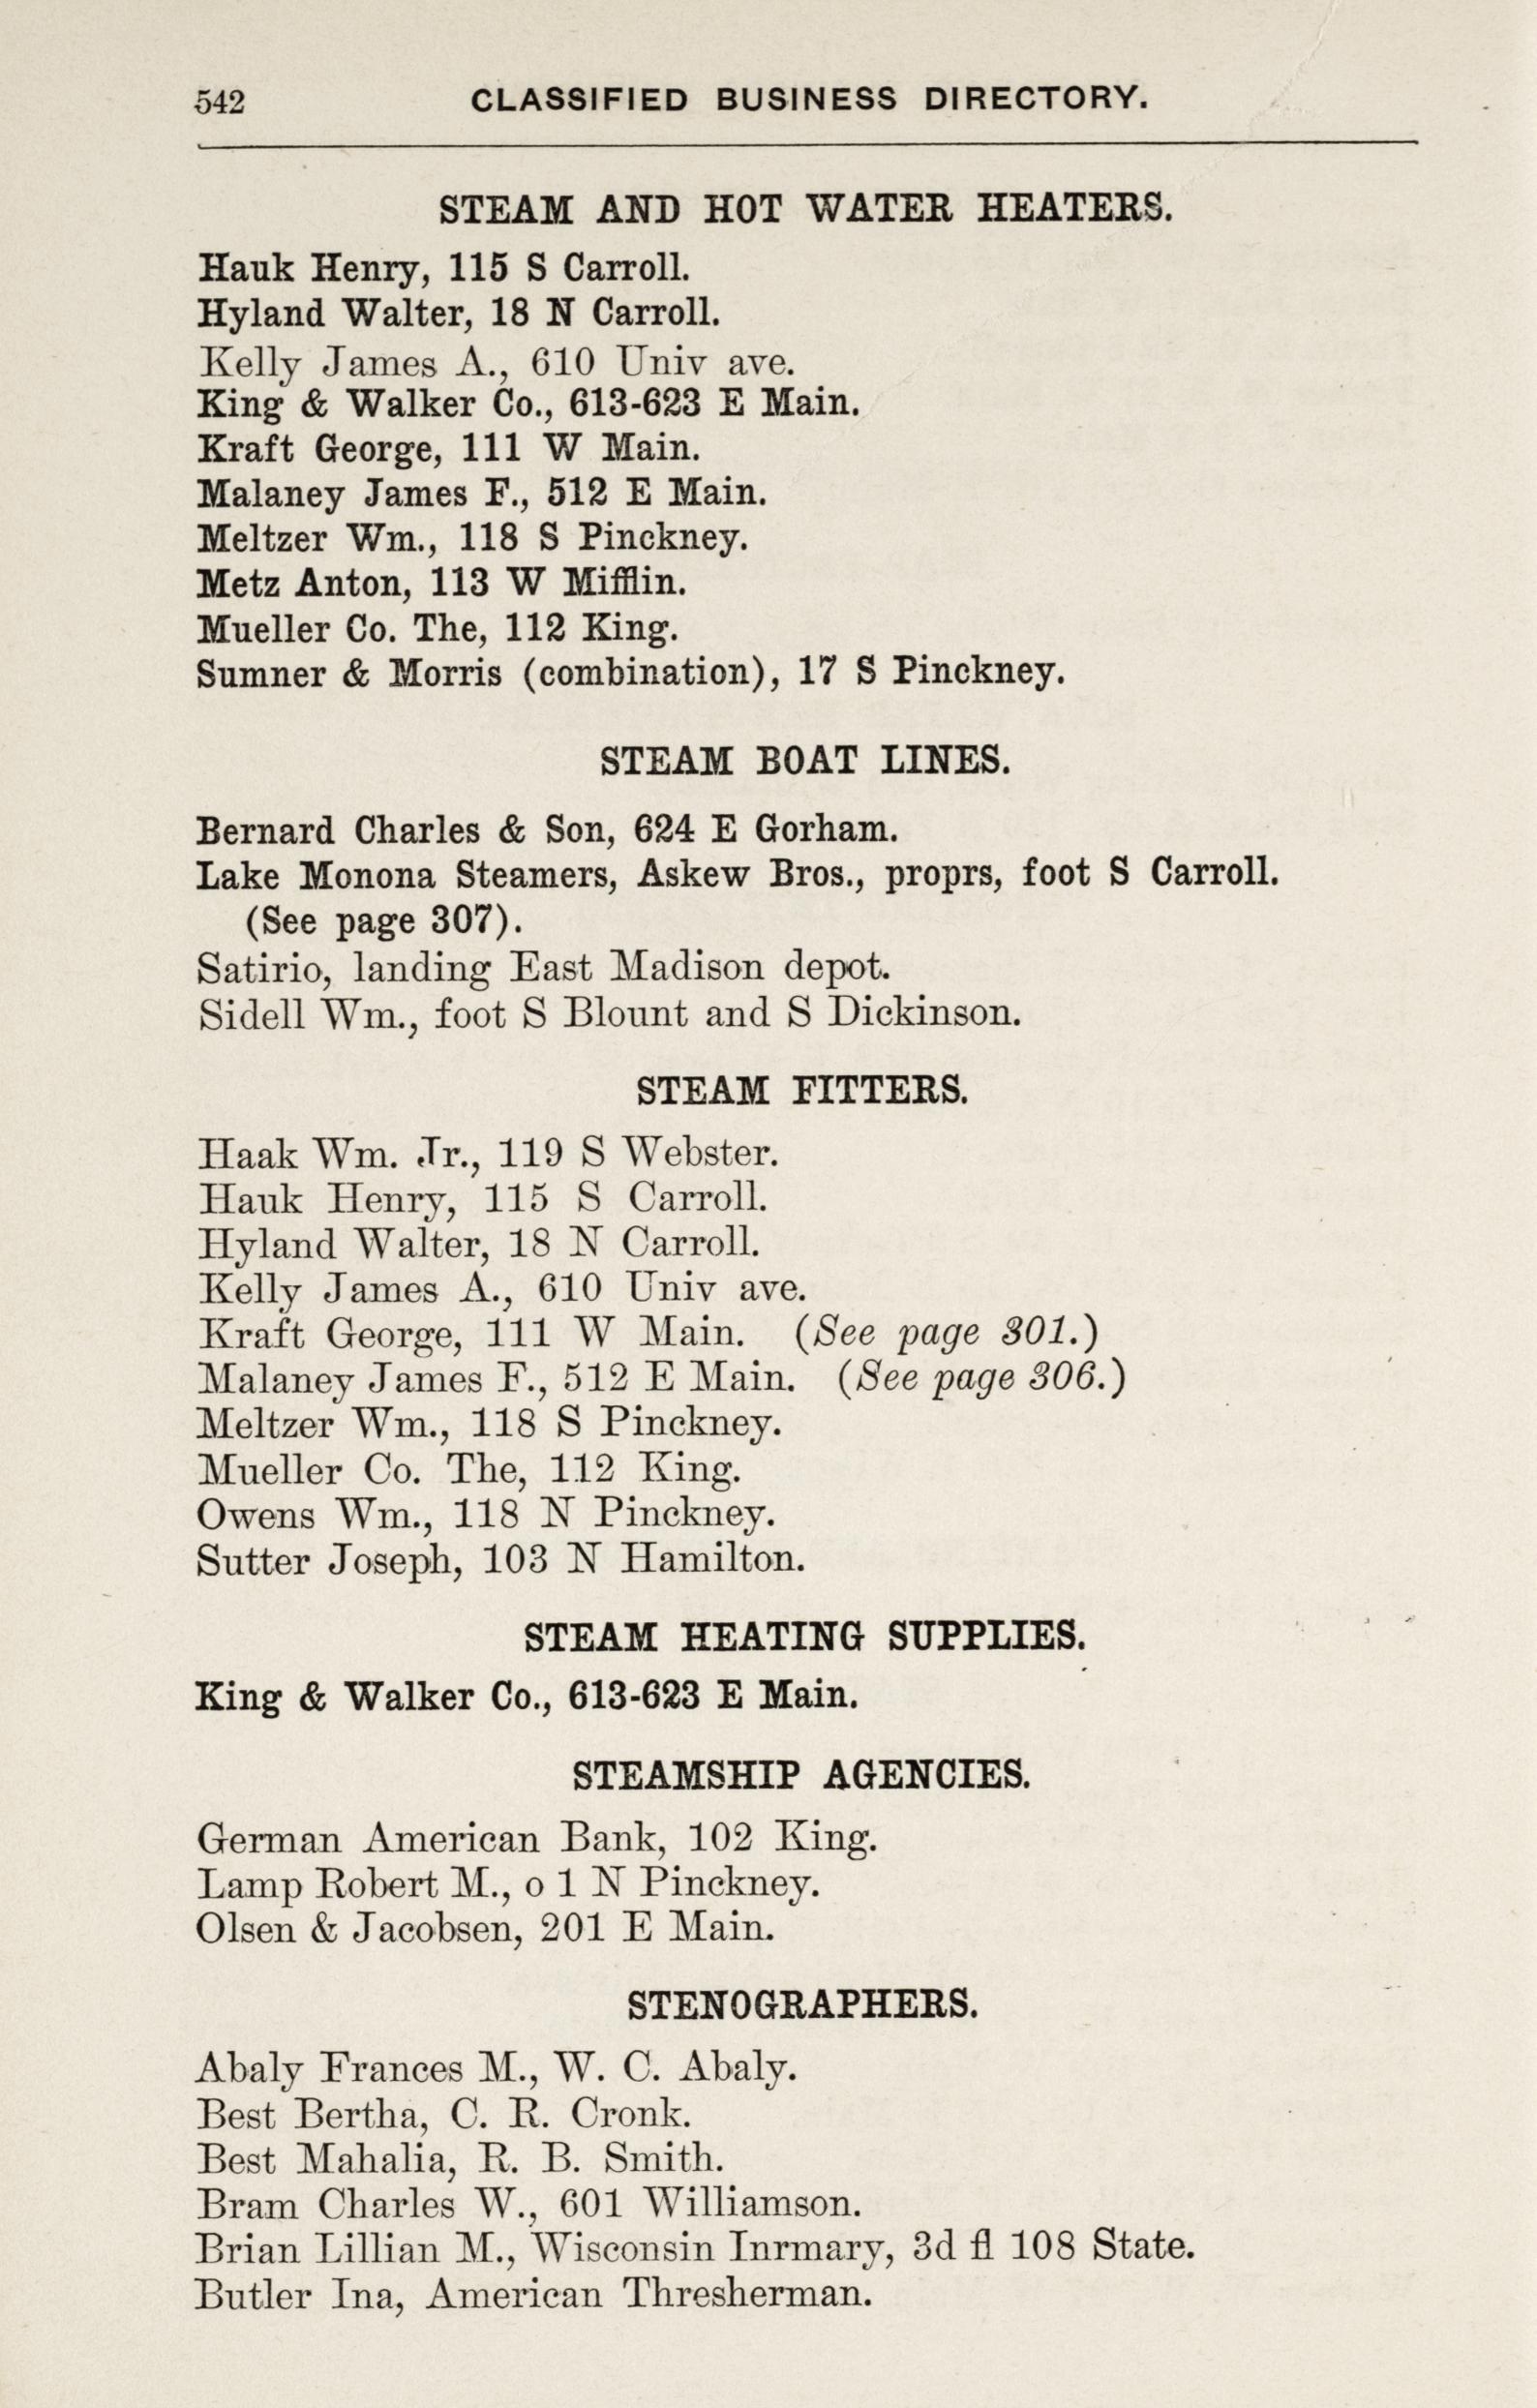 542 CLASSIFIED BUSINESS DIRECTORY.
STEAM AND HOT WATER HEATERS.
Hauk Henry, 115 S Carroll.
Hyland Walter, 18 N Carroll.
Kelly James A., 610 Univ ave.
King & Walker Co., 613-623 E Main.
Kraft George, 111 W Main.
Malaney James F., 512 E Main.
Meltzer Wm., 118 S Pinckney.
Metz Anton, 113 W Mifflin.
Mueller Co. The, 112 King.
Sumner & Morris (combination), 17 S Pinckney.
STEAM BOAT LINES.
Bernard Charles & Son, 624 E Gorham.
Lake Monona Steamers, Askew Bros., proprs, foot S Carroll.
(See page 307).
Satirio, landing East Madison depot.
Sidell Wm., foot S Blount and S Dickinson.
STEAM FITTERS.
Haak Wm. Jr., 119 S Webster.
Hauk Henry, 115 S Carroll.
Hyland Walter, 18 N Carroll.
Kelly James A., 610 Univ ave.
Kraft George, 111 W Main. (See page 301.)
Malaney James F., 512 E Main. (See page 306.)
Meltzer Wm., 118 S Pinckney.
Mueller Co. The, 112 King.
Owens Wm., 118 N Pinckney.
Sutter Joseph, 103 N Hamilton.
STEAM HEATING SUPPLIES.
King & Walker Co., 613-623 E Main.
STEAMSHIP AGENCIES.
German American Bank, 102 King.
Lamp Robert M., o 1 N Pinckney.
Olsen & Jacobsen, 201 E Main.
STENOGRAPHERS.
Abaly Frances M., W. C. Abaly.
Best Bertha, C. R. Cronk.
Best Mahalia, R. B. Smith.
Bram Charles W., 601 Williamson.
Brian Lillian M., Wisconsin Inrmary, 3d fl 108 State.
Butler Ina, American Thresherman.